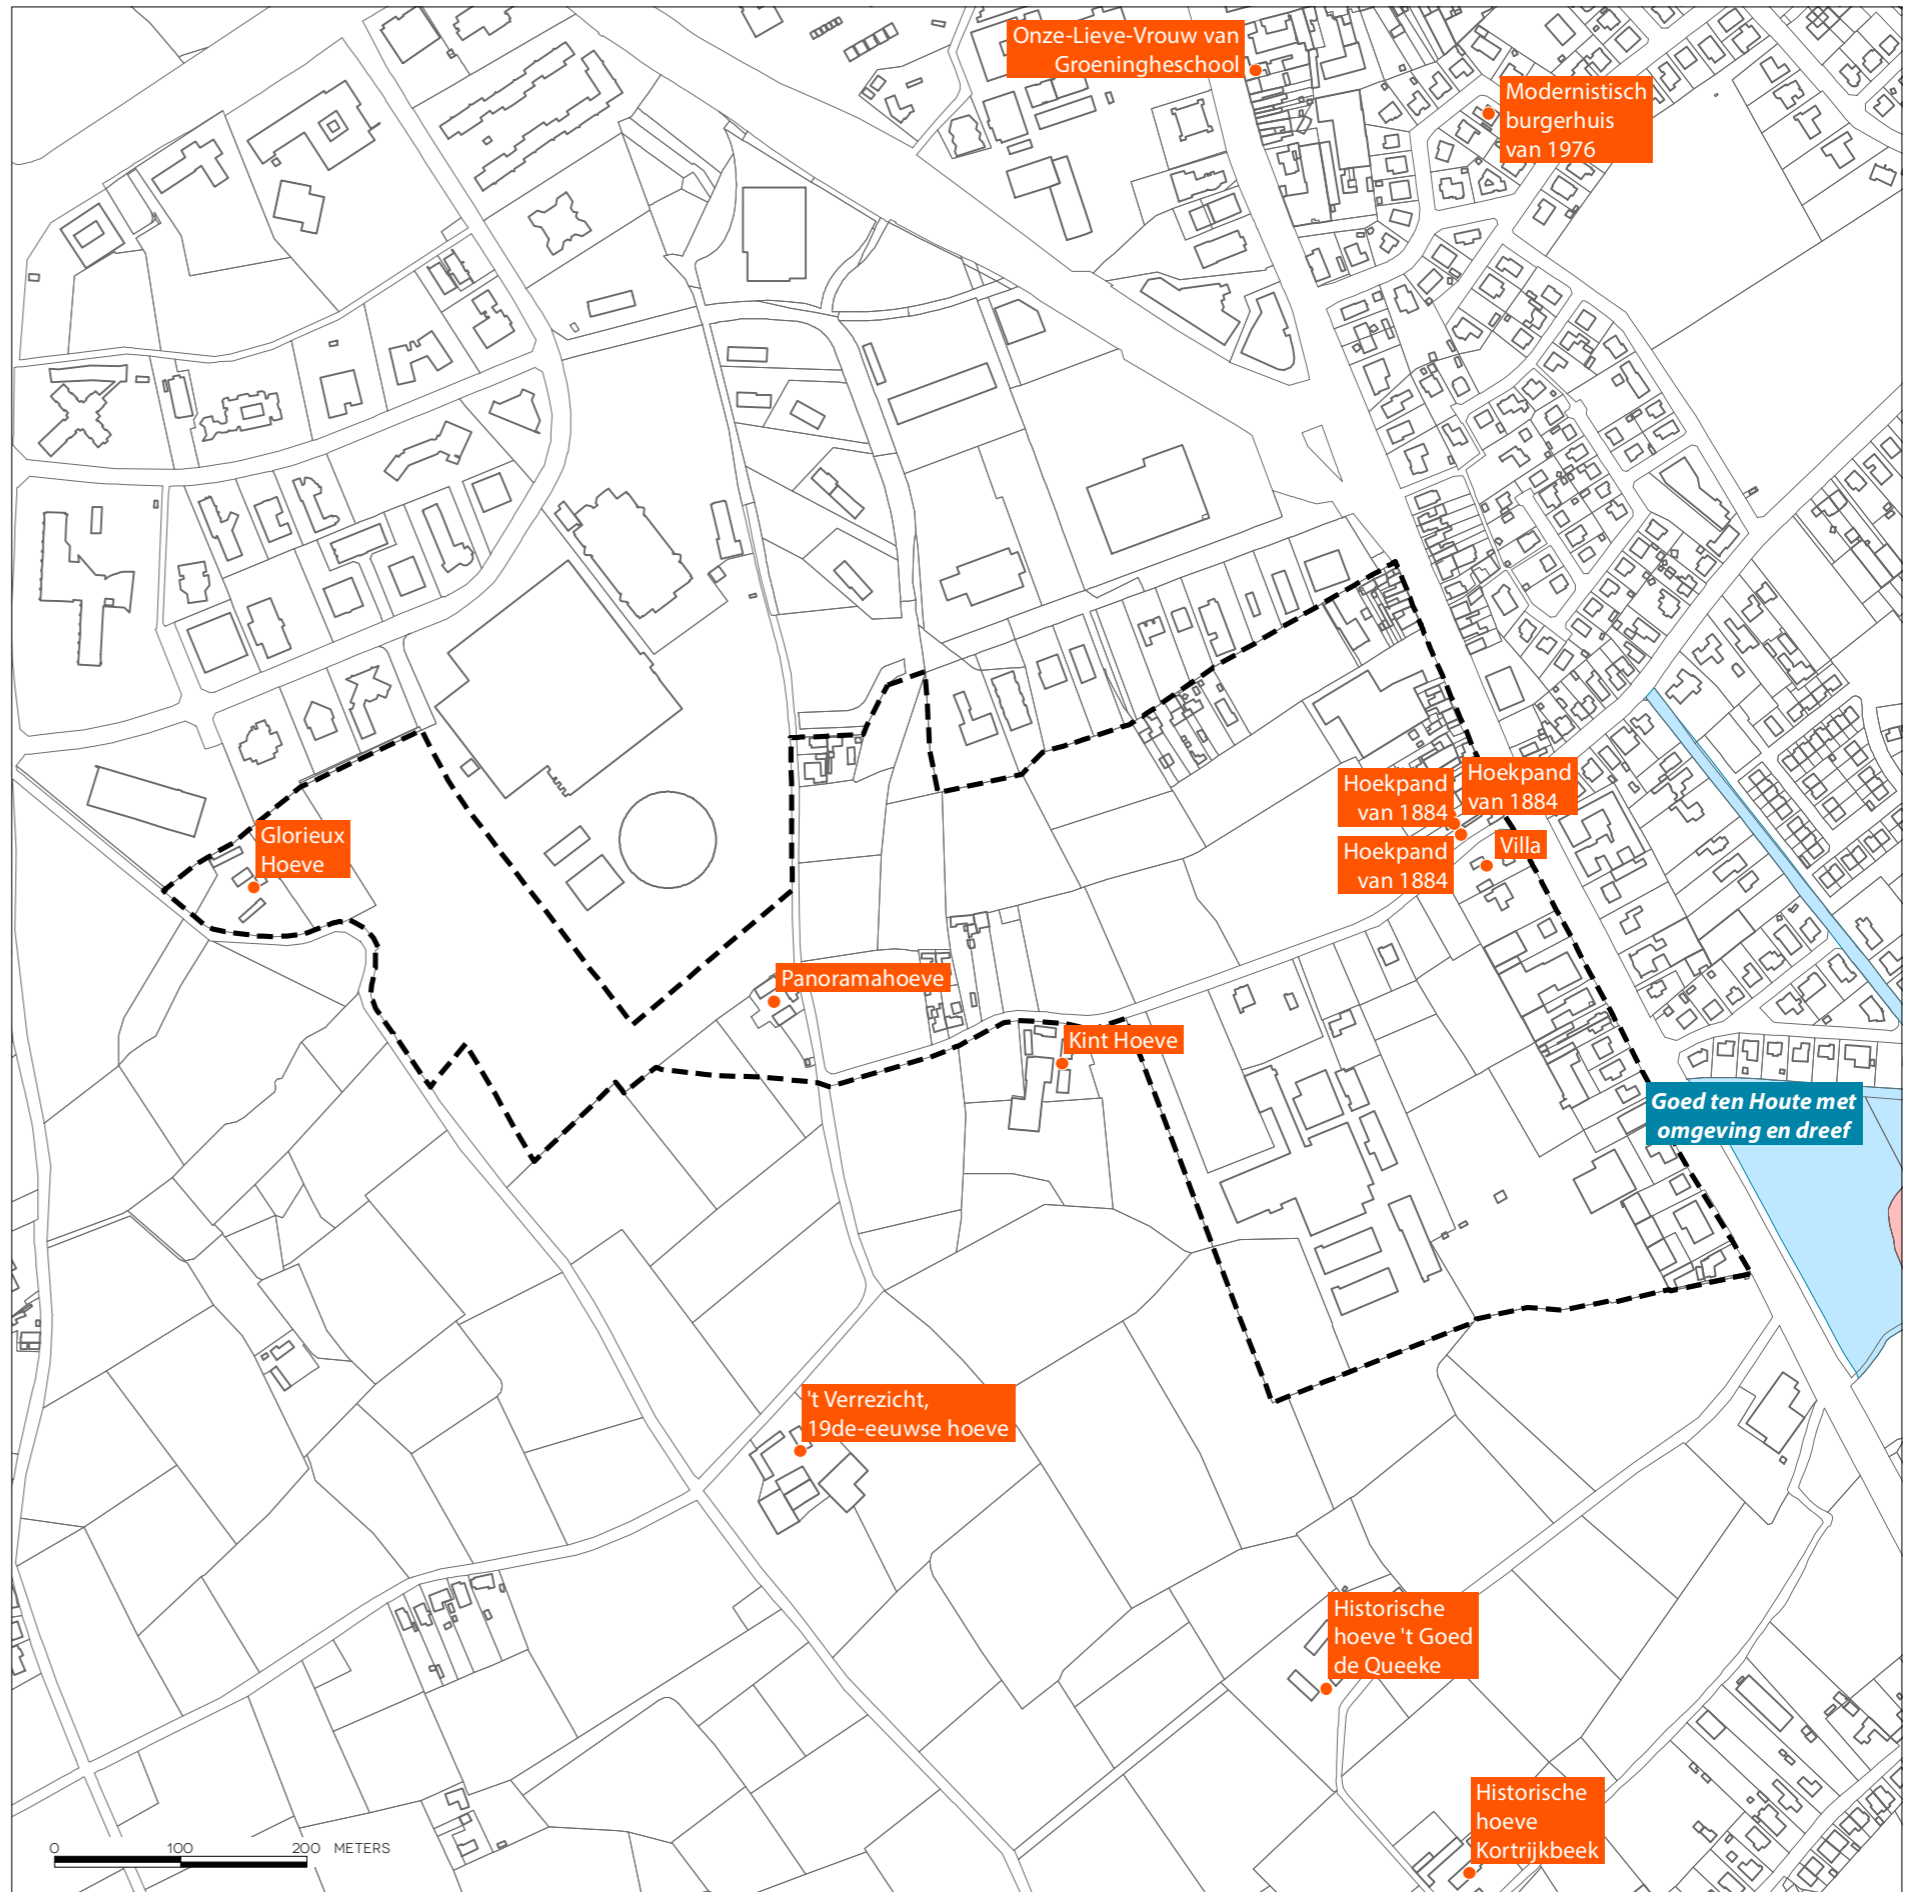 Onze-Lieve-Vrouw van
Groeningheschool
Modernistisch
burgerhuis
van 1976
Hoekpand
van 1884
Hoekpand
van 1884
Hoekpand
van 1884
Villa
Glorieux
Hoeve
Panoramahoeve
Kint Hoeve
Goed ten Houte met
omgeving en dreef
't Verrezicht,
19de-eeuwse hoeve
Historische
hoeve 't Goed
de Queeke
Historische
hoeve
Kortrijkbeek
0 100 200 METERS